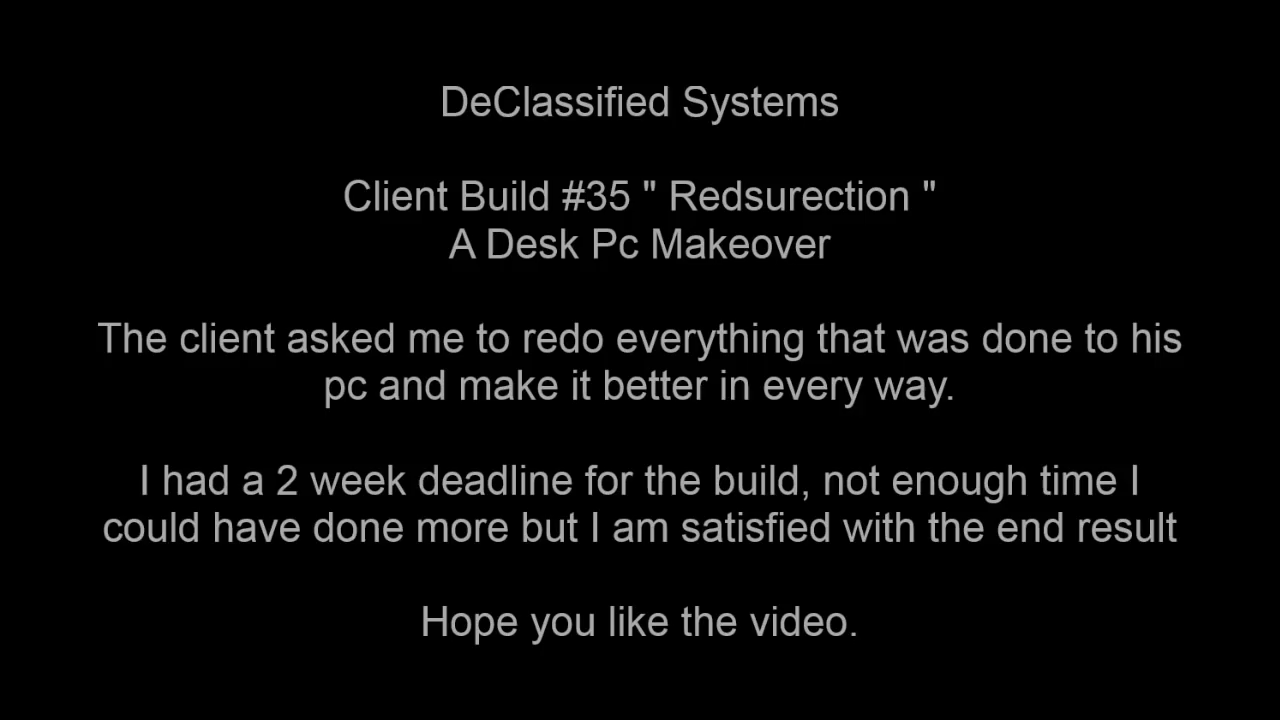 DeClassified Systems
Client Build #35 " Redsurection "
A Desk Pc Makeover
The client asked me to redo everything that was done to his
pc and make it better in every way.
I had a 2 week deadline for the build, not enough time I
could have done more but I am satisfied with the end result
Hope you like the video.